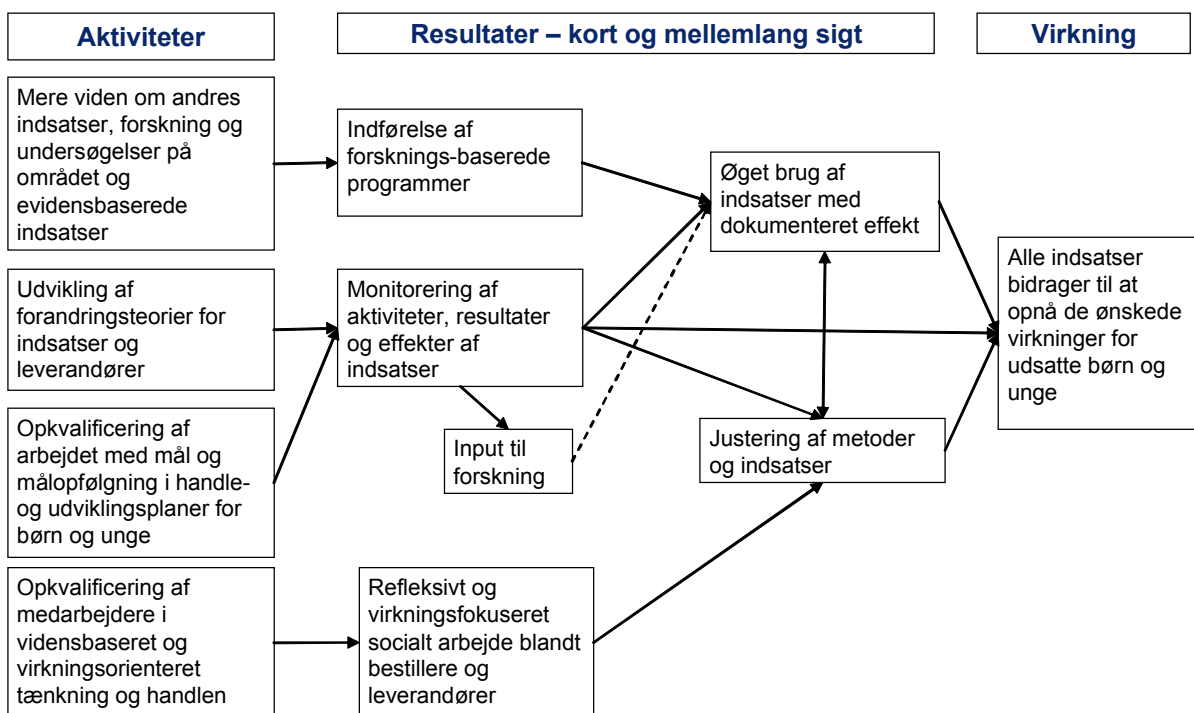 Aktiviteter
Resultater – kort og mellemlang sigt
Virkning
Mere viden om andres
indsatser, forskning og
undersøgelser på
området og
evidensbaserede
indsatser
Indførelse af
forsknings-baserede
programmer
Øget brug af
indsatser med
dokumenteret effekt
Alle indsatser
bidrager til at
opnå de ønskede
virkninger for
udsatte børn og
unge
Udvikling af
forandringsteorier for
indsatser og
leverandører
Monitorering af
aktiviteter, resultater
og effekter af
indsatser
Opkvalificering af
arbejdet med mål og
målopfølgning i handle-
og udviklingsplaner for
børn og unge
Input til
forskning
Justering af metoder
og indsatser
Opkvalificering af
medarbejdere i
vidensbaseret og
virkningsorienteret
tænkning og handlen
Refleksivt og
virkningsfokuseret
socialt arbejde blandt
bestillere og
leverandører